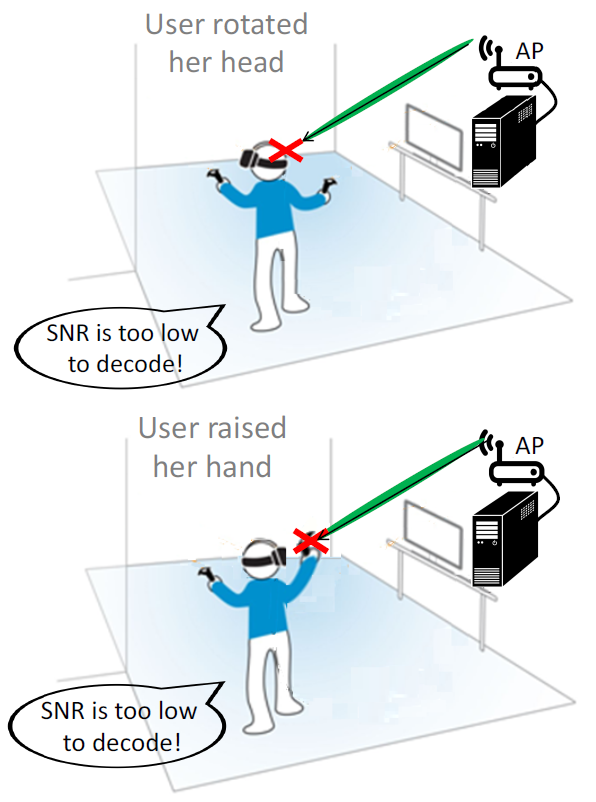 User rotated
her head
AP
SNR is too low
to decode!
User raised
her hand
AP
SNR is too low
to decode!